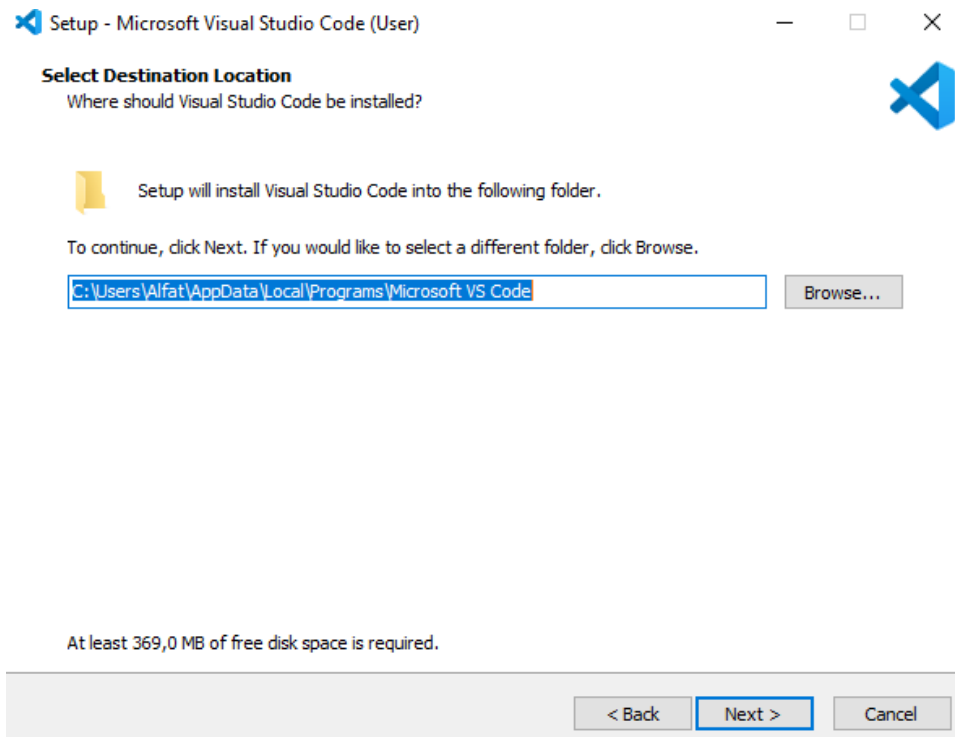 Setup - Microsoft Visual Studio Code (User)
Select Destination Location
Where should Visual Studio Code be installed?
Setup will install Visual Studio Code into the following folder.
To continue, click Next. If you would like to select a different folder, click Browse.
C:\Users\Alfat\AppData\Local\Programs\Microsoft VS Code
Browse...
At least 369,0 MB of free disk space is required.
< Back
Next >
Cancel